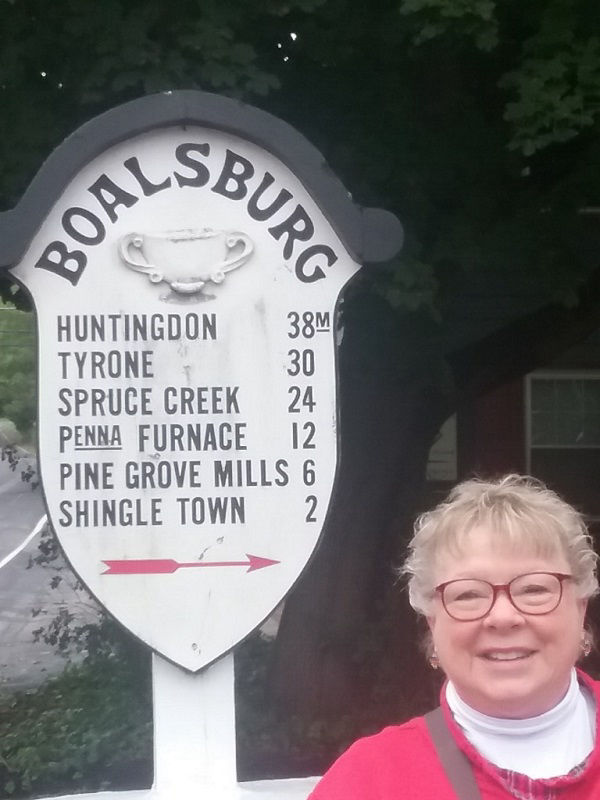 BOALSBURG
HUNTINGDON 38M
TYRONE 30
SPRUCE CREEK 24
PENNA FURNACE 12
PINE GROVE MILLS 6
SHINGLE TOWN 2